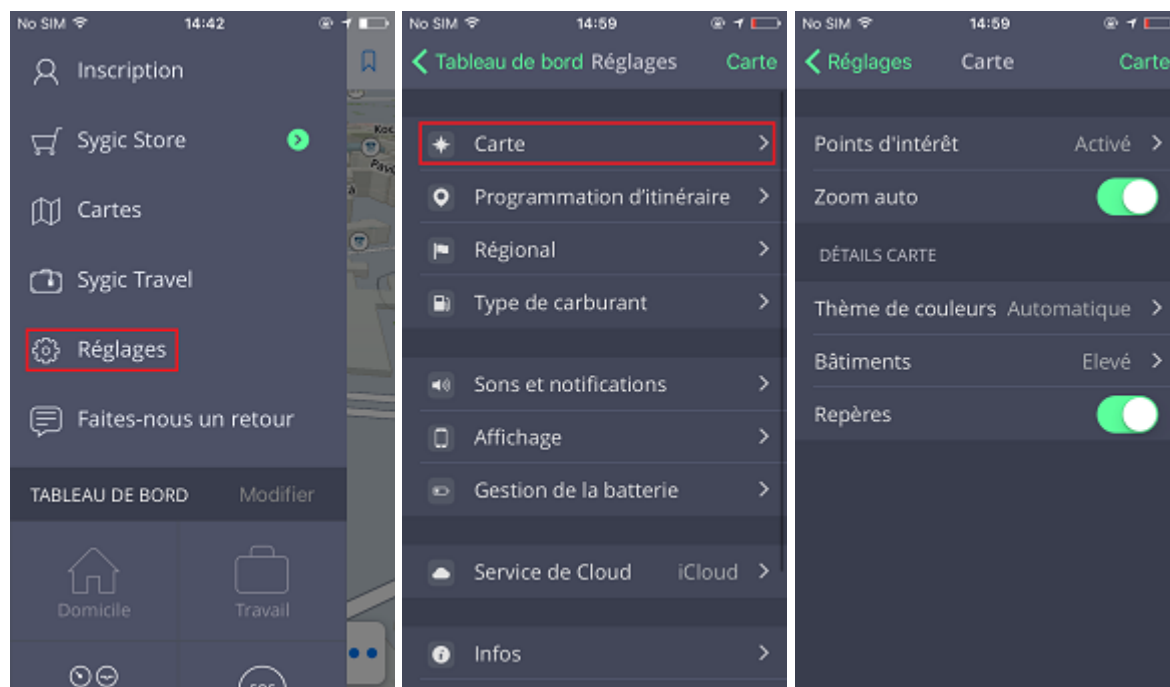 No SIM 14:42
Inscription
Sygic Store
Cartes
Sygic Travel
Réglages
Faites-nous un retour
TABLEAU DE BORD Modifier
Domicile Travail
No SIM 14:59
Tableau de bord Réglages Carte
Carte
Programmation d'itinéraire
Régional
Type de carburant
Sons et notifications
Affichage
Gestion de la batterie
Service de Cloud iCloud
Infos
No SIM 14:59
Réglages Carte Carte
Points d'intérêt Activé
Zoom auto
DÉTAILS CARTE
Thème de couleurs Automatique
Bâtiments Elevé
Repères